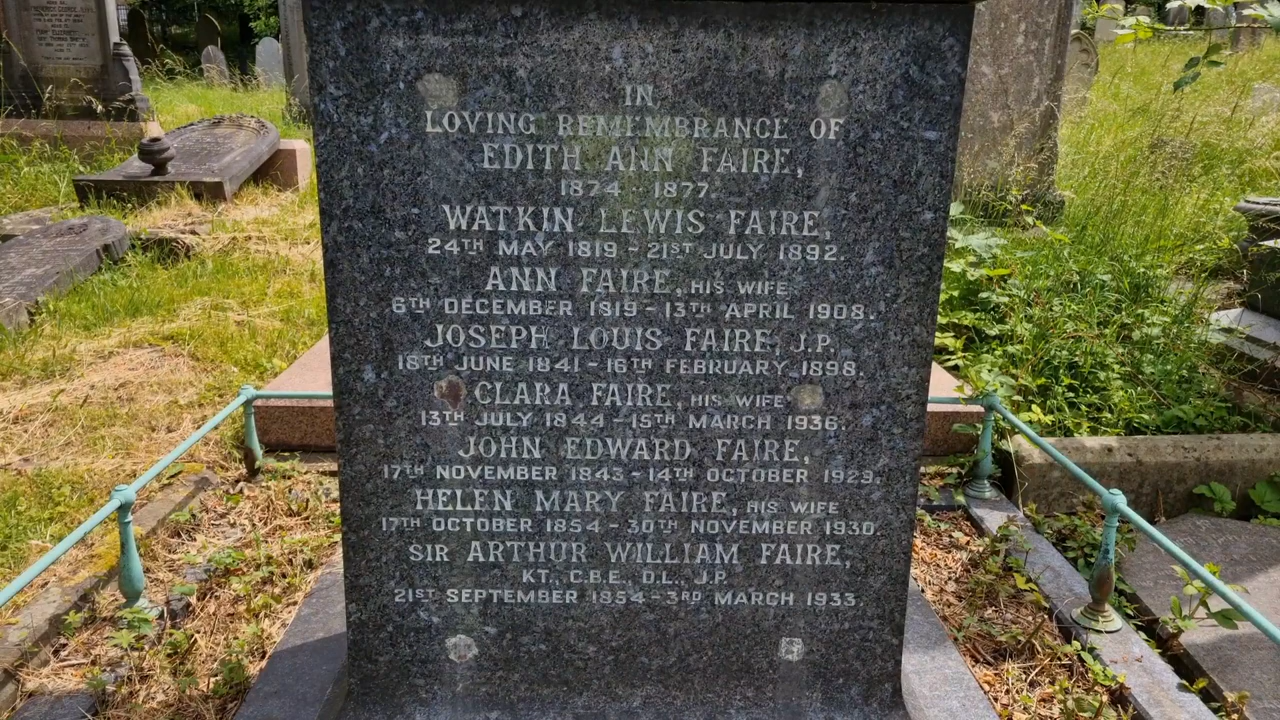 IN
LOVING REMEMBRANCE OF
EDITH ANN FAIRE,
1874 - 1877.
WATKIN LEWIS FAIRE,
24TH MAY 1819 - 21ST JULY 1892.
ANN FAIRE, HIS WIFE
6TH DECEMBER 1819 - 13TH APRIL 1908.
JOSEPH LOUIS FAIRE, J.P.
18TH JUNE 1841 - 16TH FEBRUARY 1898.
CLARA FAIRE, HIS WIFE
13TH JULY 1844 - 15TH MARCH 1936.
JOHN EDWARD FAIRE,
17TH NOVEMBER 1843 - 14TH OCTOBER 1929.
HELEN MARY FAIRE, HIS WIFE
17TH OCTOBER 1854 - 30TH NOVEMBER 1930.
SIR ARTHUR WILLIAM FAIRE,
KT., C.B.E., D.L., J.P.
21ST SEPTEMBER 1854 - 3RD MARCH 1933.